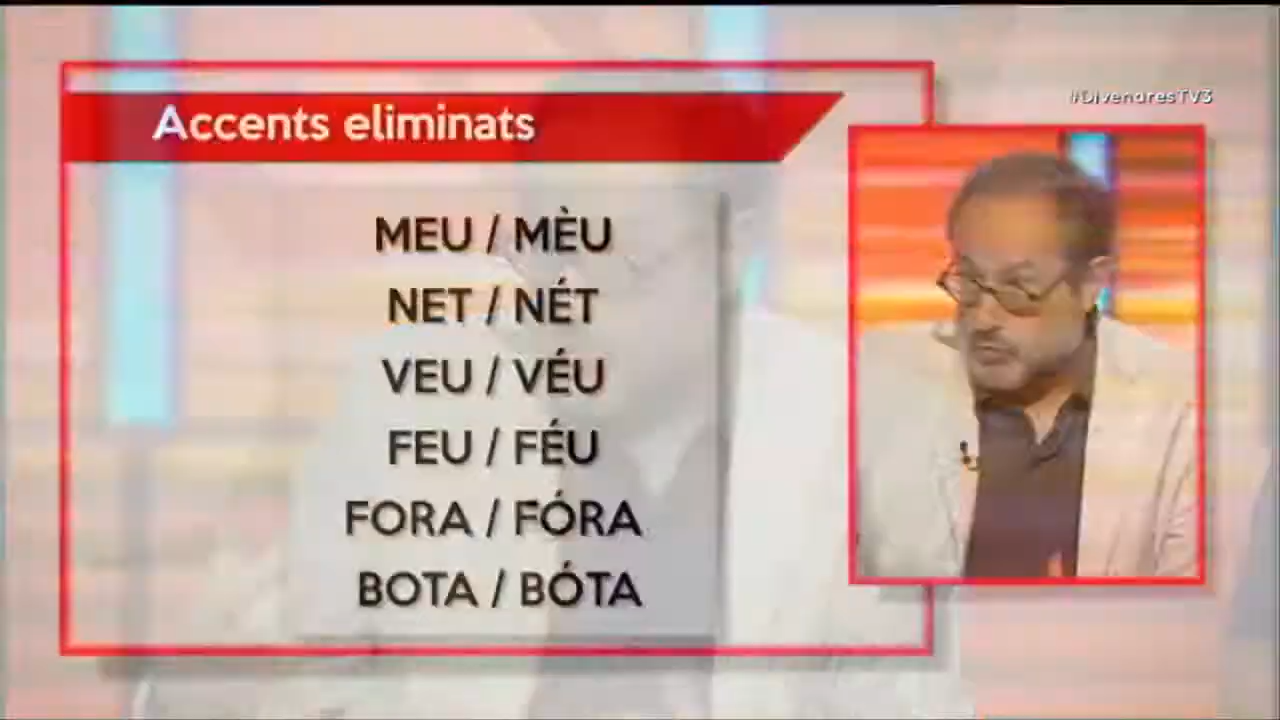 Accents eliminats
#DivendresTV3
MEU / MÈU
NET / NÉT
VEU / VÉU
FEU / FÉU
FORA / FÓRA
BOTA / BÓTA